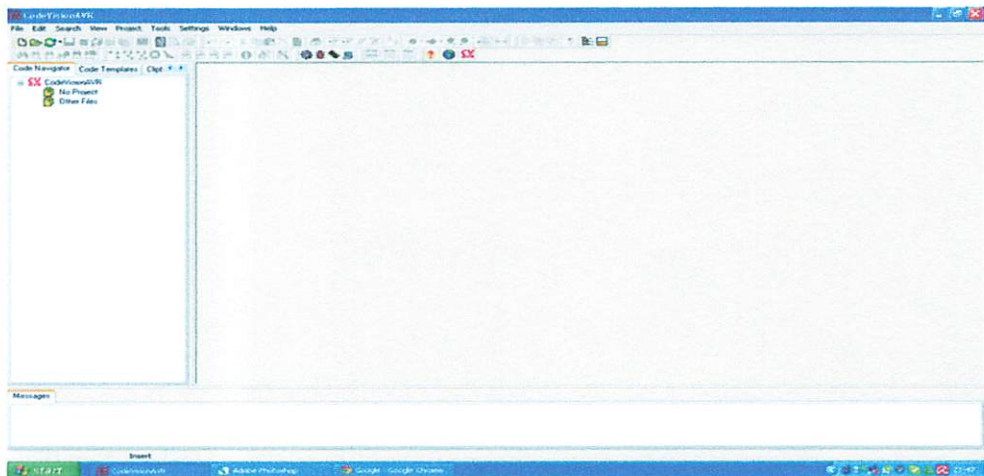 CodeVisionAVR
File Edit Search View Project Tools Settings Windows Help
Code Navigator Code Templates Clipt
CodeVisionAVR
No Project
Other Files
Messages
Insert
start CodeVisionAVR Adobe Photoshop Google - Google Chrome